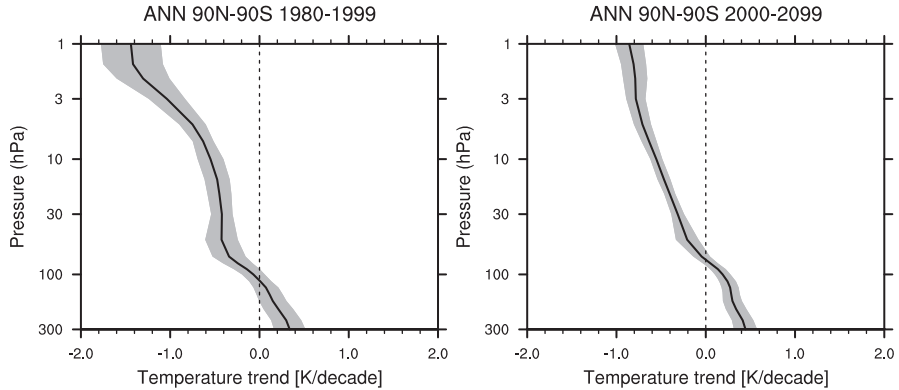 ANN 90N-90S 1980-1999
1
3
10
30
100
300
Pressure (hPa)
-2.0 -1.0 0.0 1.0 2.0
Temperature trend [K/decade]
ANN 90N-90S 2000-2099
1
3
10
30
100
300
Pressure (hPa)
-2.0 -1.0 0.0 1.0 2.0
Temperature trend [K/decade]